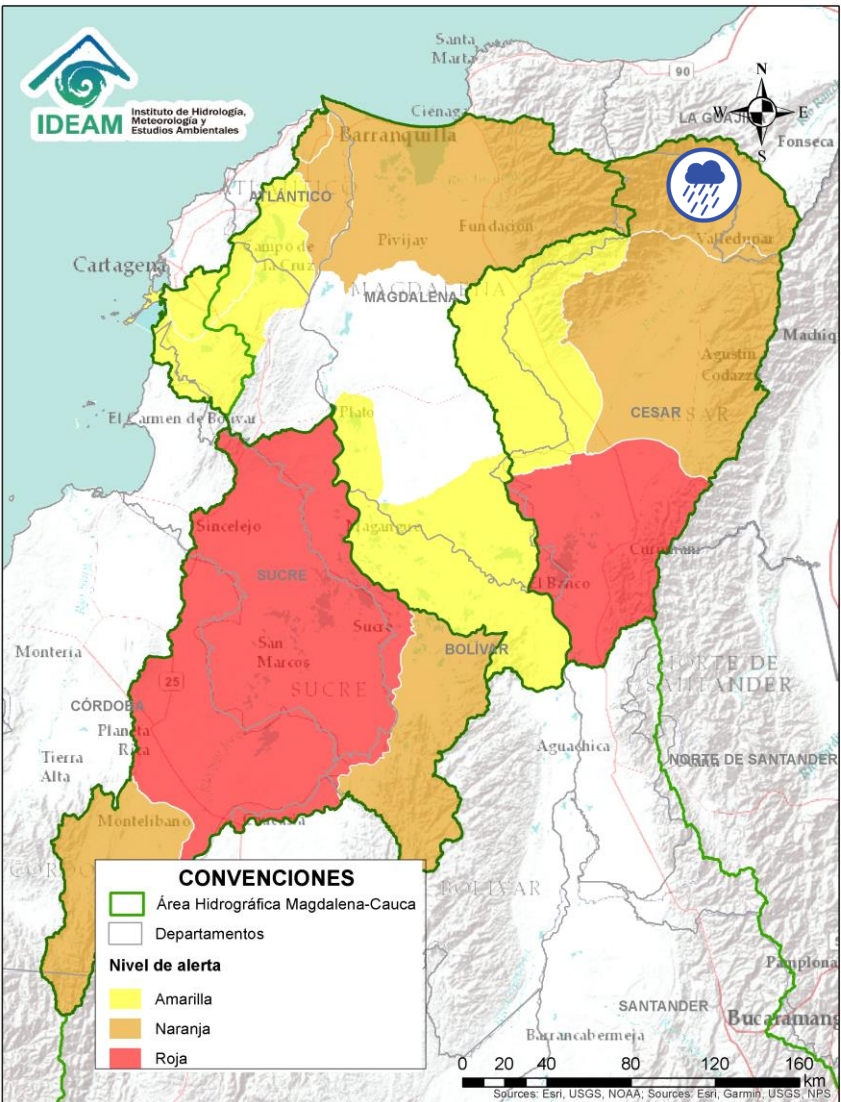 IDEAM
Instituto de Hidrología,
Meteorología y
Estudios Ambientales
Santa
Marta
90
N
W
E
S
LA GUAJIRA
Fonseca
Ciénaga
Barranquilla
ATLÁNTICO
Campo de
la Cruz
Pivijay
Fundación
Valledupar
Cartagena
MAGDALENA
MAGDALENA
Agustín
Codazzi
CESAR
CESAR
El Carmen de Bolívar
Plato
Sincelejo
Magangué
Curumaní
El Banco
SUCRE
Sucre
San
Marcos
SUCRE
BOLÍVAR
Montería
25
CÓRDOBA
Planeta
Rica
Tierra
Alta
NORTE DE
SANTANDER
Aguachica
NORTE DE SANTANDER
Montelíbano
Caucasia
BOLÍVAR
CONVENCIONES
Área Hidrográfica Magdalena-Cauca
Departamentos
Nivel de alerta
Amarilla
Naranja
Roja
Pamplona
SANTANDER
Bucaramang
Barrancabermeja
0 20 40 80 120 160
km
Sources: Esri, USGS, NOAA; Sources: Esri, Garmin, USGS, NPS